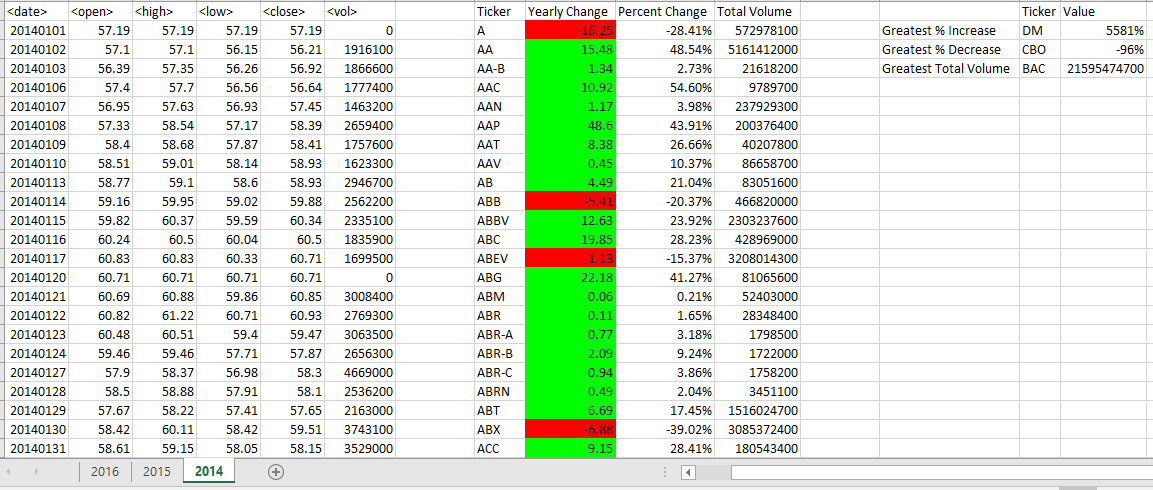 <date> <open> <high> <low> <close> <vol> Ticker Yearly Change Percent Change Total Volume Ticker Value
20140101 57.19 57.19 57.19 57.19 0 A -16.25 -28.41% 572978100 Greatest % Increase DM 5581%
20140102 57.1 57.1 56.15 56.21 1916100 AA 15.48 48.54% 5161412000 Greatest % Decrease CBO -96%
20140103 56.39 57.35 56.26 56.92 1866600 AA-B 1.34 2.73% 21618200 Greatest Total Volume BAC 21595474700
20140106 57.4 57.7 56.56 56.64 1777400 AAC 10.92 54.60% 9789700
20140107 56.95 57.63 56.93 57.45 1463200 AAN 1.17 3.98% 237929300
20140108 57.33 58.54 57.17 58.39 2659400 AAP 48.6 43.91% 200376400
20140109 58.4 58.68 57.87 58.41 1757600 AAT 8.38 26.66% 40207800
20140110 58.51 59.01 58.14 58.93 1623300 AAV 0.45 10.37% 86658700
20140113 58.77 59.1 58.6 58.93 2946700 AB 4.49 21.04% 83051600
20140114 59.16 59.95 59.02 59.88 2562200 ABB -5.41 -20.37% 466820000
20140115 59.82 60.37 59.59 60.34 2335100 ABBV 12.63 23.92% 2303237600
20140116 60.24 60.5 60.04 60.5 1835900 ABC 19.85 28.23% 428969000
20140117 60.83 60.83 60.33 60.71 1699500 ABEV -1.13 -15.37% 3208014300
20140120 60.71 60.71 60.71 60.71 0 ABG 22.18 41.27% 81065600
20140121 60.69 60.88 59.86 60.85 3008400 ABM 0.06 0.21% 52403000
20140122 60.82 61.22 60.71 60.93 2769300 ABR 0.11 1.65% 28348400
20140123 60.48 60.51 59.4 59.47 3063500 ABR-A 0.77 3.18% 1798500
20140124 59.46 59.46 57.71 57.87 2656300 ABR-B 2.09 9.24% 1722000
20140127 57.9 58.37 56.98 58.3 4669000 ABR-C 0.94 3.86% 1758200
20140128 58.5 58.88 57.91 58.1 2536200 ABRN 0.49 2.04% 3451100
20140129 57.67 58.22 57.41 57.65 2163000 ABT 6.69 17.45% 1516024700
20140130 58.42 60.11 58.42 59.51 3743100 ABX -6.88 -39.02% 3085372400
20140131 58.61 59.15 58.05 58.15 3529000 ACC 9.15 28.41% 180543400
2016 2015 2014